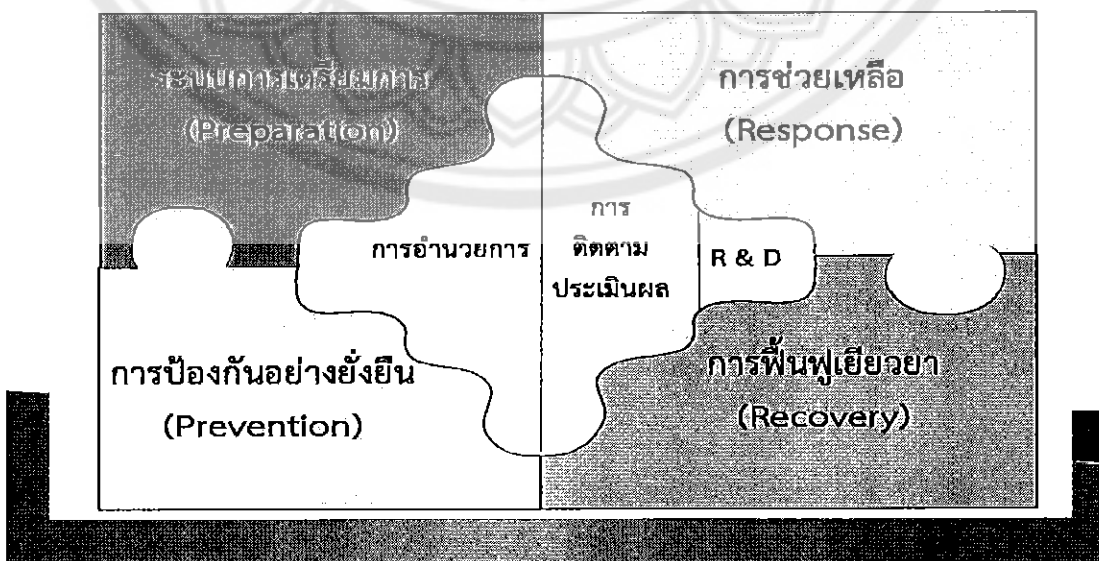 ระบบการเตรียมการ
(Preparation)
การช่วยเหลือ
(Response)
การอำนวยการ
การ
ติดตาม
ประเมินผล
R & D
การป้องกันอย่างยั่งยืน
(Prevention)
การฟื้นฟูเยียวยา
(Recovery)